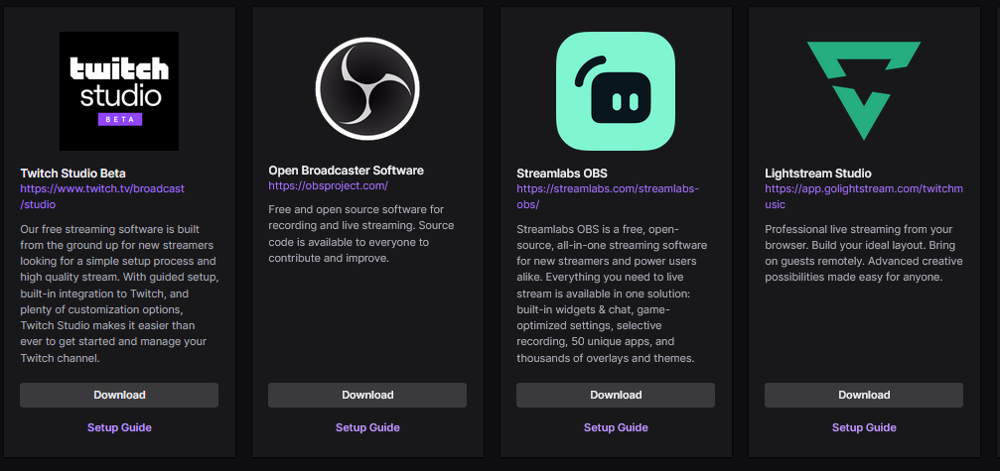 twitch
studio
BETA
Twitch Studio Beta
https://www.twitch.tv/broadcast
/studio
Our free streaming software is built
from the ground up for new streamers
looking for a simple setup process and
high quality stream. With guided setup,
built-in integration to Twitch, and
plenty of customization options,
Twitch Studio makes it easier than
ever to get started and manage your
Twitch channel.
Download
Setup Guide
Open Broadcaster Software
https://obsproject.com/
Free and open source software for
recording and live streaming. Source
code is available to everyone to
contribute and improve.
Download
Setup Guide
Streamlabs OBS
https://streamlabs.com/streamlabs-
obs/
Streamlabs OBS is a free, open-
source, all-in-one streaming software
for new streamers and power users
alike. Everything you need to live
stream is available in one solution:
built-in widgets & chat, game-
optimized settings, selective
recording, 50 unique apps, and
thousands of overlays and themes.
Download
Setup Guide
Lightstream Studio
https://app.golightstream.com/twitchm
usic
Professional live streaming from your
browser. Build your ideal layout. Bring
on guests remotely. Advanced creative
possibilities made easy for anyone.
Download
Setup Guide